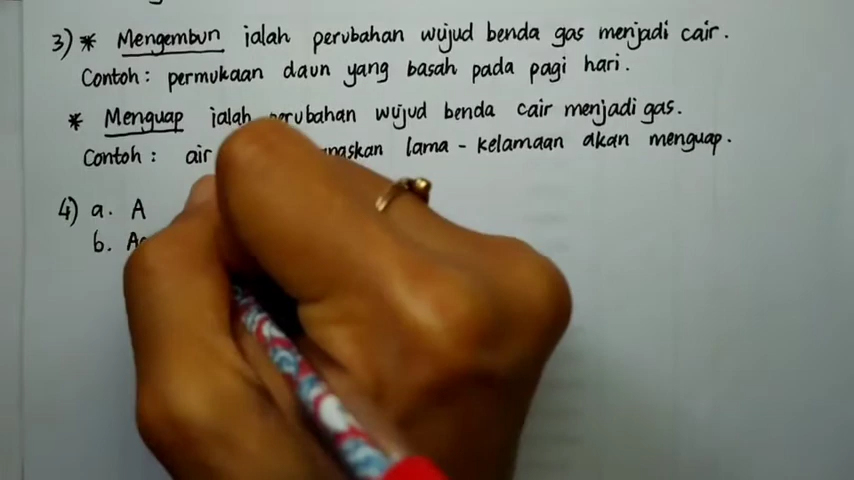 3) * Mengembun ialah perubahan wujud benda gas menjadi cair.
Contoh : permukaan daun yang basah pada pagi hari.
* Menguap ialah perubahan wujud benda cair menjadi gas.
Contoh : air lama - kelamaan akan menguap.
4) a. A
b.